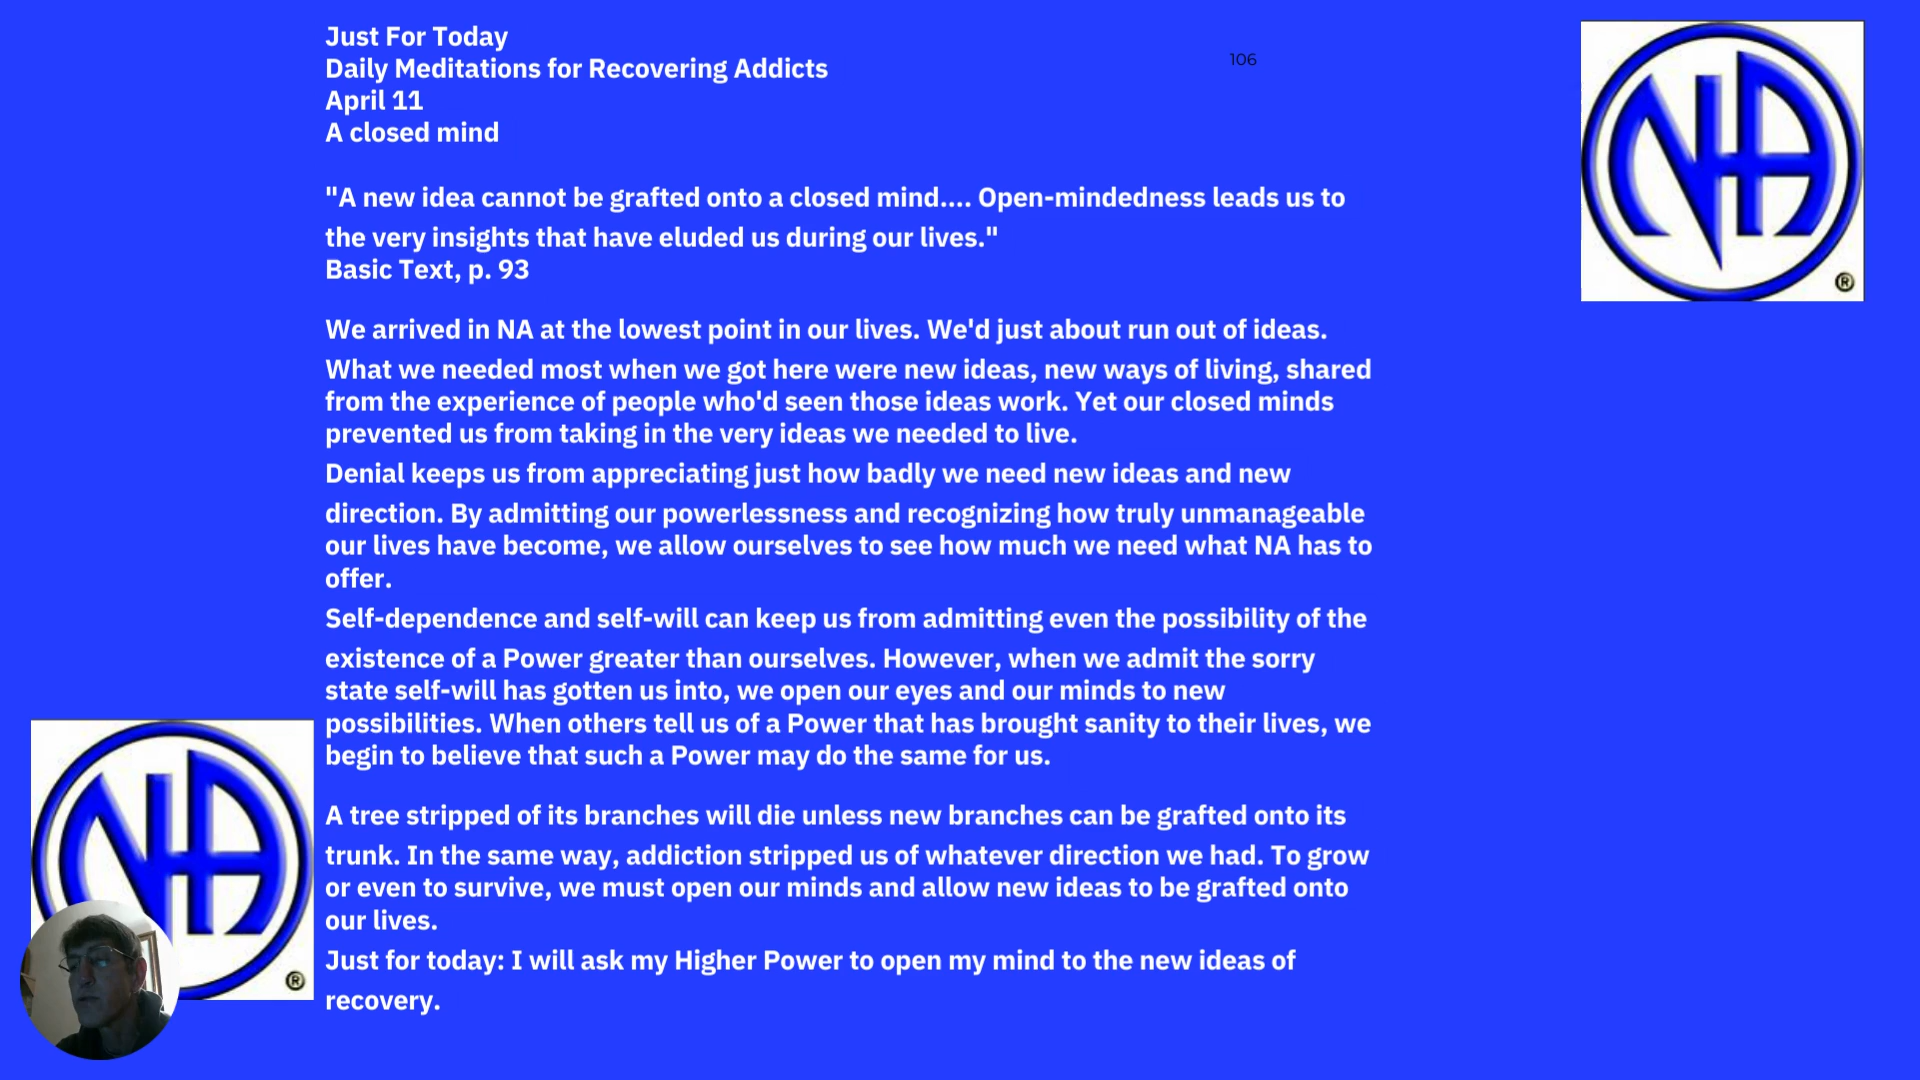 Just For Today
Daily Meditations for Recovering Addicts
106
April 11
A closed mind
"A new idea cannot be grafted onto a closed mind.... Open-mindedness leads us to
the very insights that have eluded us during our lives."
Basic Text, p. 93
We arrived in NA at the lowest point in our lives. We'd just about run out of ideas.
What we needed most when we got here were new ideas, new ways of living, shared
from the experience of people who'd seen those ideas work. Yet our closed minds
prevented us from taking in the very ideas we needed to live.
Denial keeps us from appreciating just how badly we need new ideas and new
direction. By admitting our powerlessness and recognizing how truly unmanageable
our lives have become, we allow ourselves to see how much we need what NA has to
offer.
Self-dependence and self-will can keep us from admitting even the possibility of the
existence of a Power greater than ourselves. However, when we admit the sorry
state self-will has gotten us into, we open our eyes and our minds to new
possibilities. When others tell us of a Power that has brought sanity to their lives, we
begin to believe that such a Power may do the same for us.
A tree stripped of its branches will die unless new branches can be grafted onto its
trunk. In the same way, addiction stripped us of whatever direction we had. To grow
or even to survive, we must open our minds and allow new ideas to be grafted onto
our lives.
Just for today: I will ask my Higher Power to open my mind to the new ideas of
recovery.
NA
®
NA
®